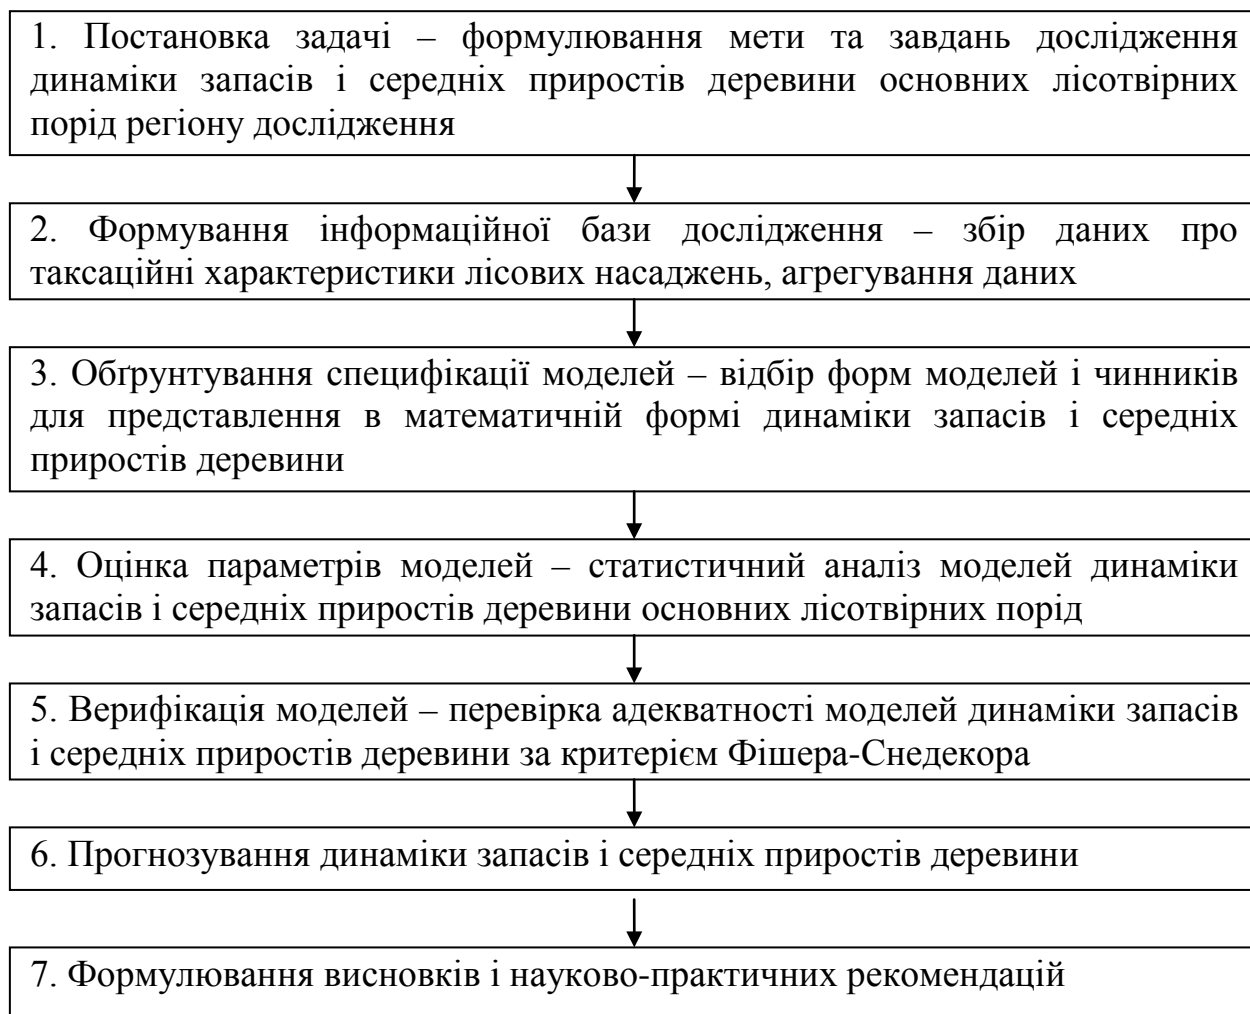 1. Постановка задачі – формулювання мети та завдань дослідження
динаміки запасів і середніх приростів деревини основних лісотвірних
порід регіону дослідження
2. Формування інформаційної бази дослідження – збір даних про
таксаційні характеристики лісових насаджень, агрегування даних
3. Обґрунтування специфікації моделей – відбір форм моделей і чинників
для представлення в математичній формі динаміки запасів і середніх
приростів деревини
4. Оцінка параметрів моделей – статистичний аналіз моделей динаміки
запасів і середніх приростів деревини основних лісотвірних порід
5. Верифікація моделей – перевірка адекватності моделей динаміки запасів
і середніх приростів деревини за критерієм Фішера-Снедекора
6. Прогнозування динаміки запасів і середніх приростів деревини
7. Формулювання висновків і науково-практичних рекомендацій